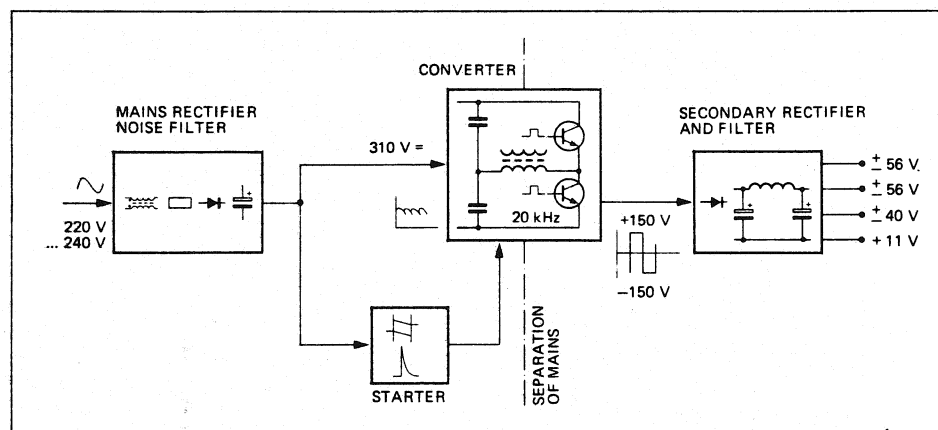 MAINS RECTIFIER
NOISE FILTER
220 V
... 240 V
310 V =
CONVERTER
20 kHz
STARTER
SEPARATION
OF MAINS
+150 V
−150 V
SECONDARY RECTIFIER
AND FILTER
± 56 V
± 56 V
± 40 V
+ 11 V